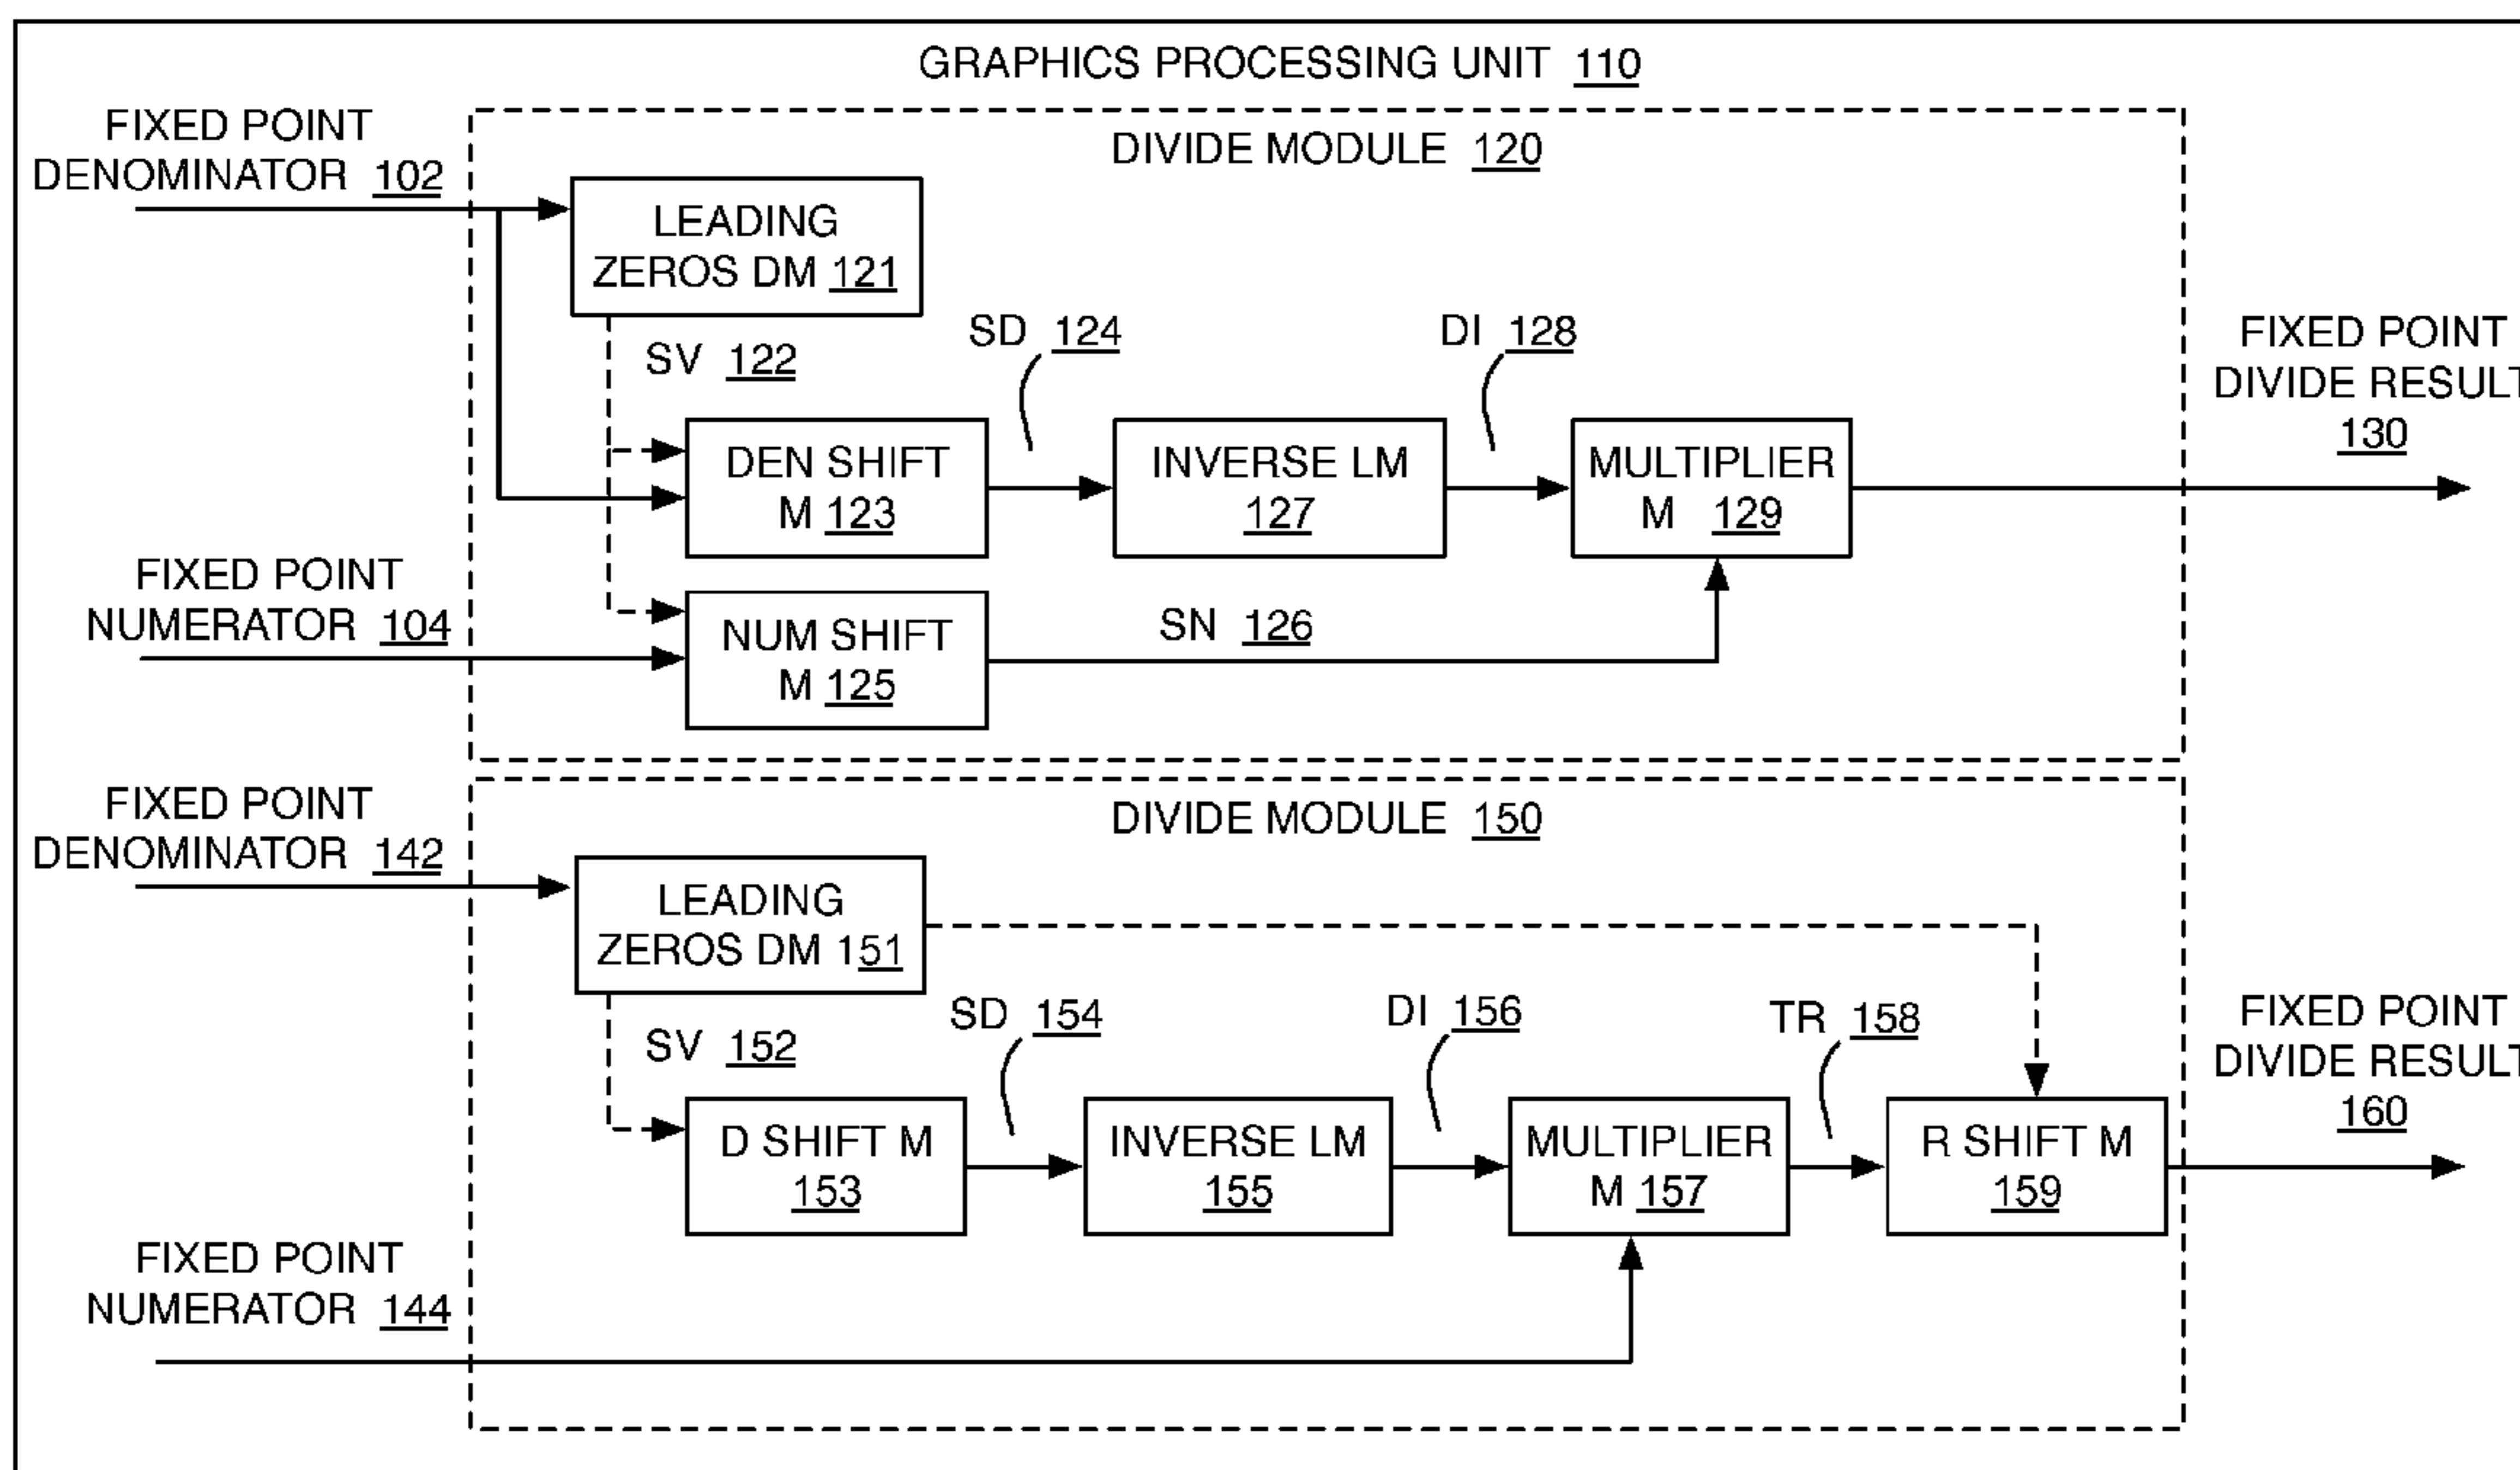 GRAPHICS PROCESSING UNIT 110
FIXED POINT
DENOMINATOR 102
DIVIDE MODULE 120
LEADING
ZEROS DM 121
SV 122
SD 124
DI 128
FIXED POINT
DIVIDE RESULT
130
DEN SHIFT
M 123
INVERSE LM
127
MULTIPLIER
M 129
FIXED POINT
NUMERATOR 104
NUM SHIFT
M 125
SN 126
FIXED POINT
DENOMINATOR 142
DIVIDE MODULE 150
LEADING
ZEROS DM 151
SV 152
SD 154
DI 156
TR 158
FIXED POINT
DIVIDE RESULT
160
D SHIFT M
153
INVERSE LM
155
MULTIPLIER
M 157
R SHIFT M
159
FIXED POINT
NUMERATOR 144